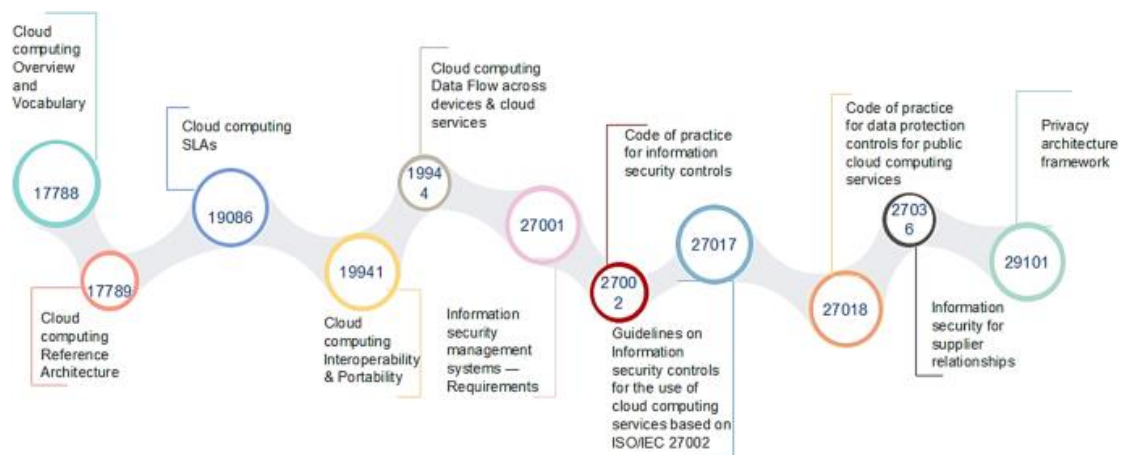 Cloud
computing
Overview
and
Vocabulary
17788
17789
Cloud
computing
Reference
Architecture
Cloud computing
SLAs
19086
19941
Cloud
computing
Interoperability
& Portability
Cloud computing
Data Flow across
devices & cloud
services
1994
4
27001
Information
security
management
systems —
Requirements
Code of practice
for information
security controls
2700
2
27017
Guidelines on
Information
security controls
for the use of
cloud computing
services based on
ISO/IEC 27002
Code of practice
for data protection
controls for public
cloud computing
services
27018
2703
6
Information
security for
supplier
relationships
Privacy
architecture
framework
29101